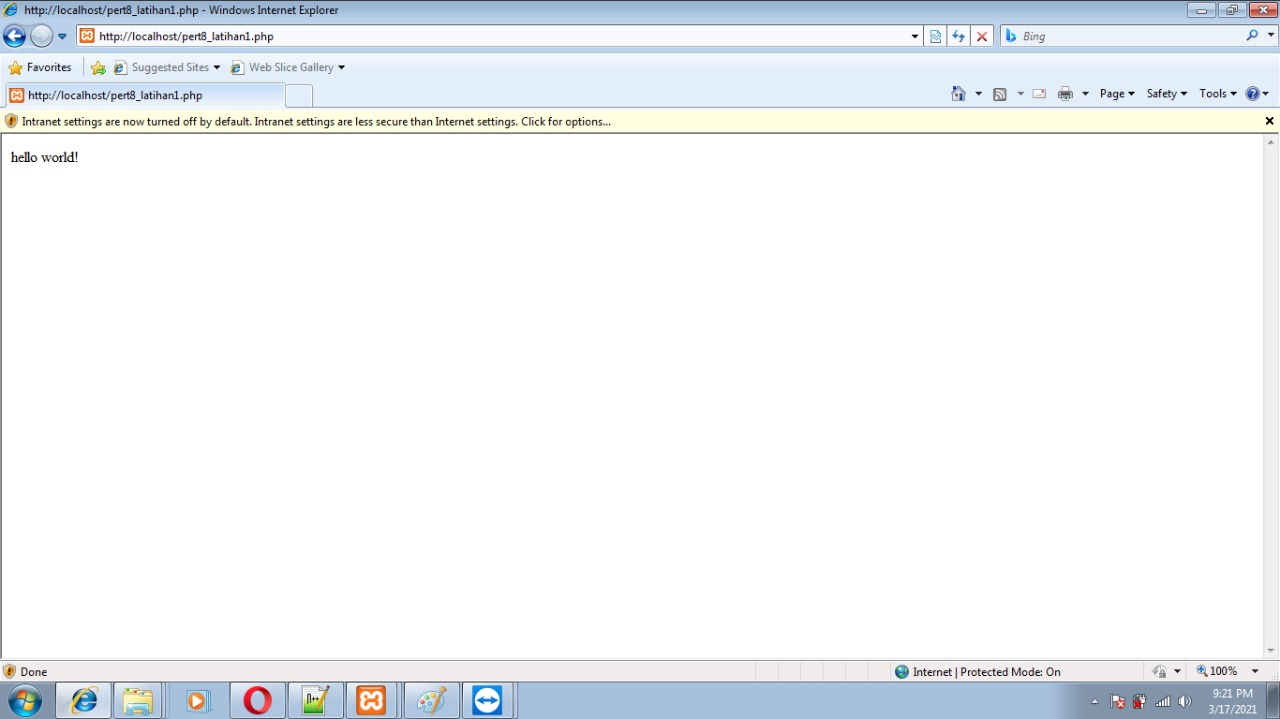 http://localhost/pert8_latihan1.php - Windows Internet Explorer
http://localhost/pert8_latihan1.php
Bing
Favorites
Suggested Sites
Web Slice Gallery
http://localhost/pert8_latihan1.php
Page
Safety
Tools
Intranet settings are now turned off by default. Intranet settings are less secure than Internet settings. Click for options...
hello world!
Done
Internet | Protected Mode: On
100%
9:21 PM
3/17/2021